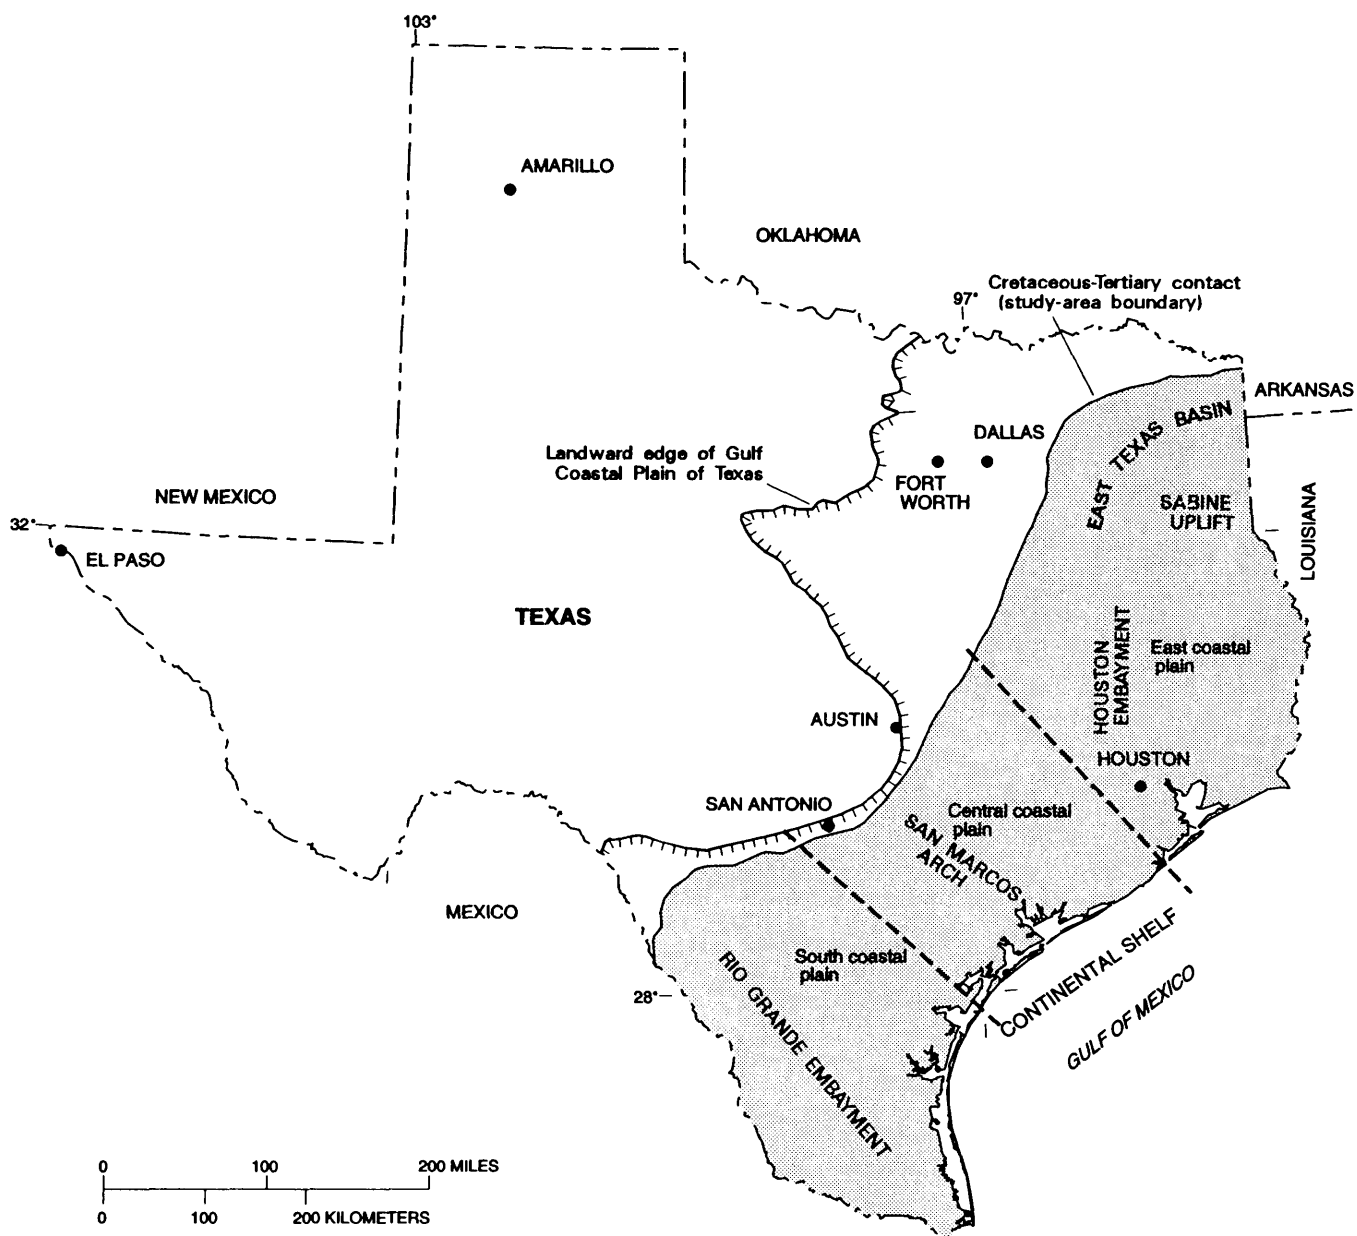 103°
AMARILLO
OKLAHOMA
Cretaceous-Tertiary contact
(study-area boundary)
97°
ARKANSAS
EAST TEXAS BASIN
DALLAS
Landward edge of Gulf
Coastal Plain of Texas
FORT
WORTH
NEW MEXICO
SABINE
UPLIFT
32°
LOUISIANA
EL PASO
TEXAS
HOUSTON
EMBAYMENT
East coastal
plain
AUSTIN
HOUSTON
SAN ANTONIO
Central coastal
plain
SAN MARCOS
ARCH
MEXICO
CONTINENTAL SHELF
South coastal
plain
RIO GRANDE EMBAYMENT
28°
GULF OF MEXICO
0 100 200 MILES
0 100 200 KILOMETERS